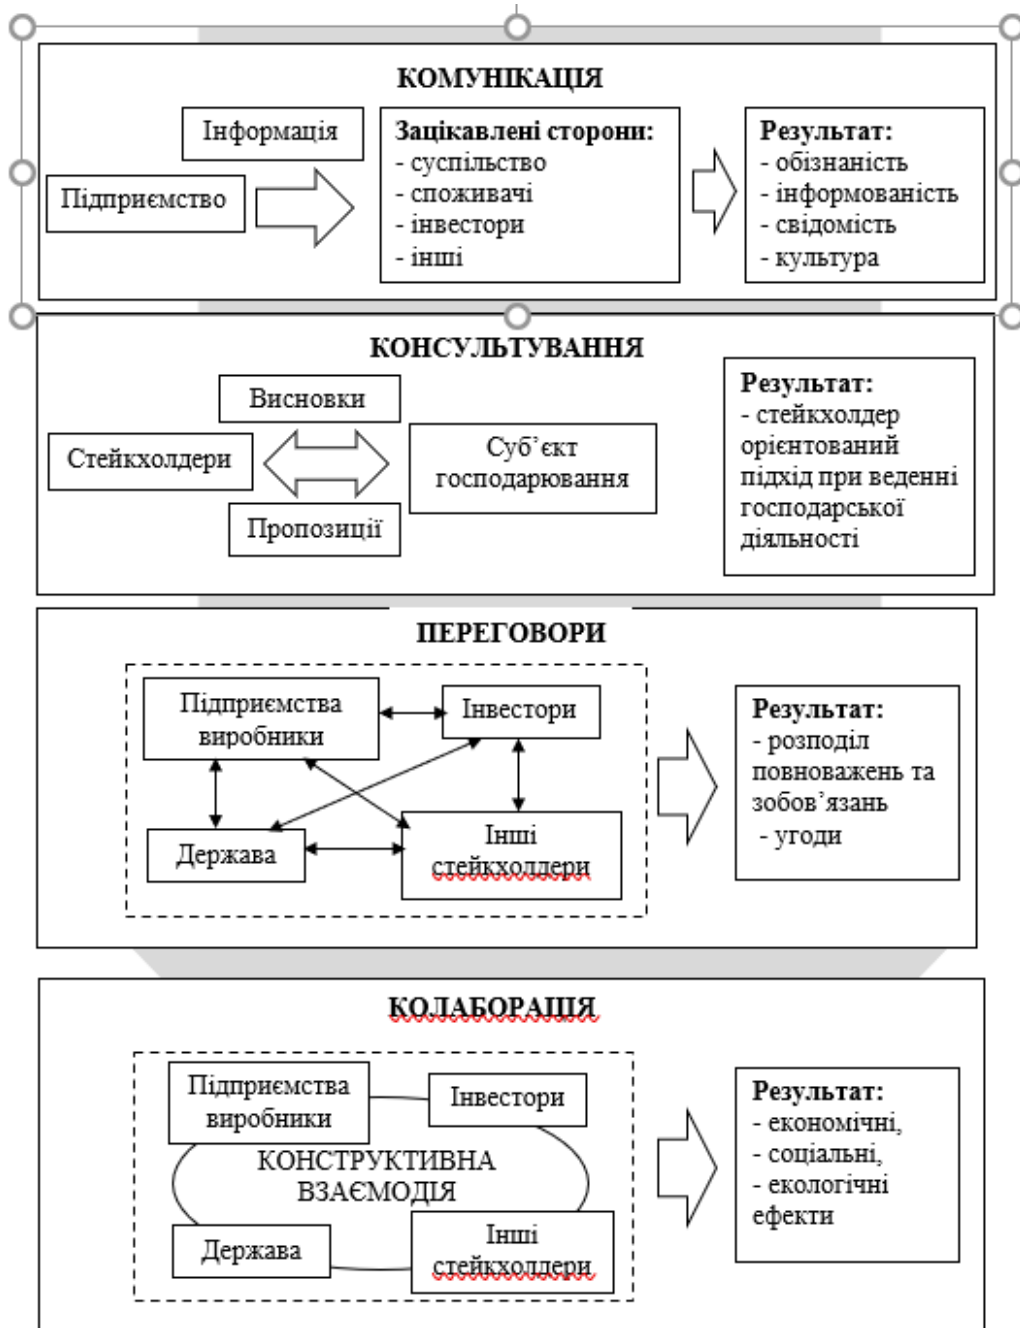 КОМУНІКАЦІЯ
Інформація
Підприємство
Зацікавлені сторони:
- суспільство
- споживачі
- інвестори
- інші
Результат:
- обізнаність
- інформованість
- свідомість
- культура
КОНСУЛЬТУВАННЯ
Висновки
Стейкхолдери
Пропозиції
Суб’єкт
господарювання
Результат:
- стейкхолдер
орієнтований
підхід при веденні
господарської
діяльності
ПЕРЕГОВОРИ
Підприємства
виробники
Інвестори
Держава
Інші
стейкхолдери
Результат:
- розподіл
повноважень та
зобов’язань
- угоди
КОЛАБОРАЦІЯ
Підприємства
виробники
Інвестори
КОНСТРУКТИВНА
ВЗАЄМОДІЯ
Держава
Інші
стейкхолдери
Результат:
- економічні,
- соціальні,
- екологічні
ефекти